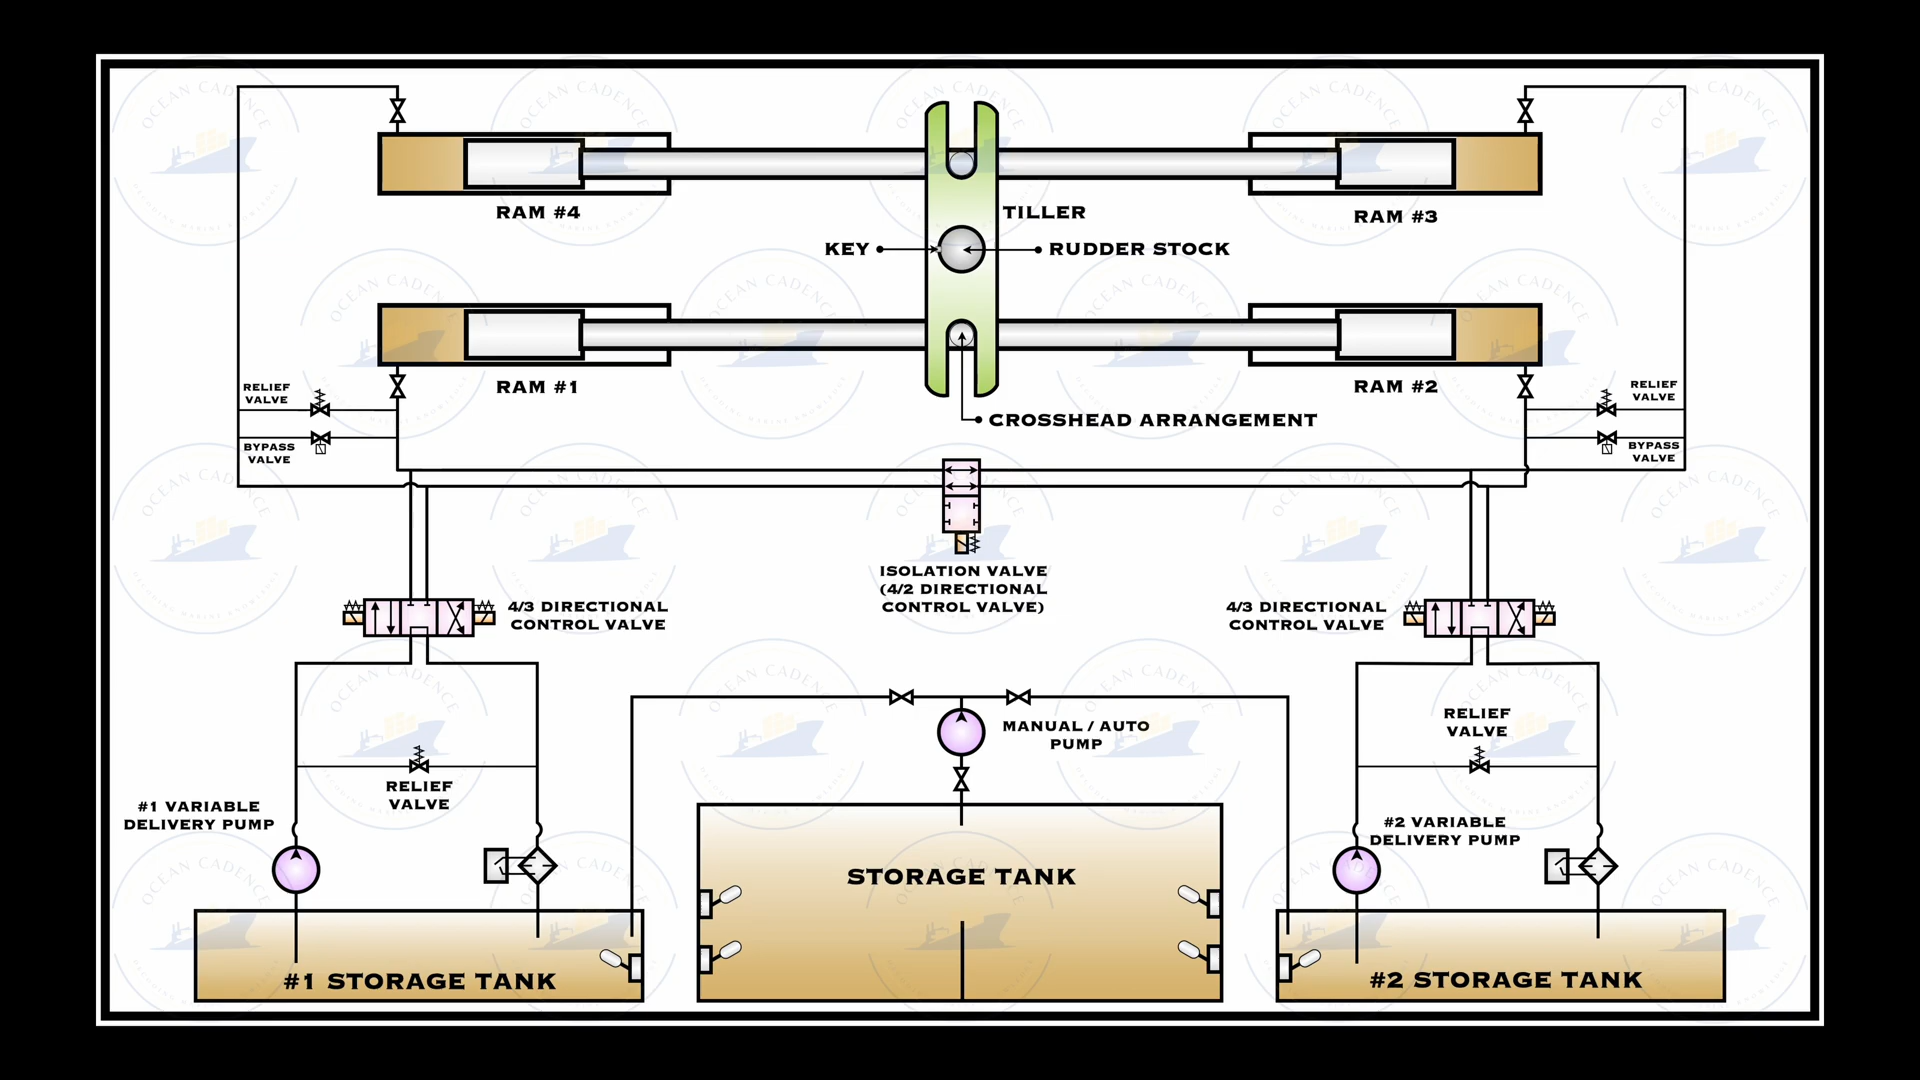 RAM #4
TILLER
RAM #3
KEY
RUDDER STOCK
RAM #1
RAM #2
CROSSHEAD ARRANGEMENT
RELIEF
VALVE
BYPASS
VALVE
RELIEF
VALVE
BYPASS
VALVE
ISOLATION VALVE
(4/2 DIRECTIONAL
CONTROL VALVE)
4/3 DIRECTIONAL
CONTROL VALVE
4/3 DIRECTIONAL
CONTROL VALVE
RELIEF
VALVE
MANUAL / AUTO
PUMP
RELIEF
VALVE
#1 VARIABLE
DELIVERY PUMP
#2 VARIABLE
DELIVERY PUMP
STORAGE TANK
#1 STORAGE TANK
#2 STORAGE TANK
OCEAN CADENCE